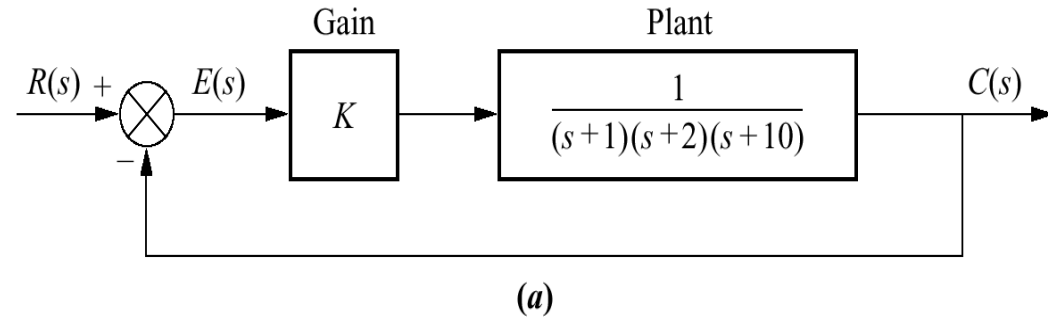 Gain
Plant
R(s) + E(s) K 1 C(s)
(s+1)(s+2)(s+10)
−
(a)